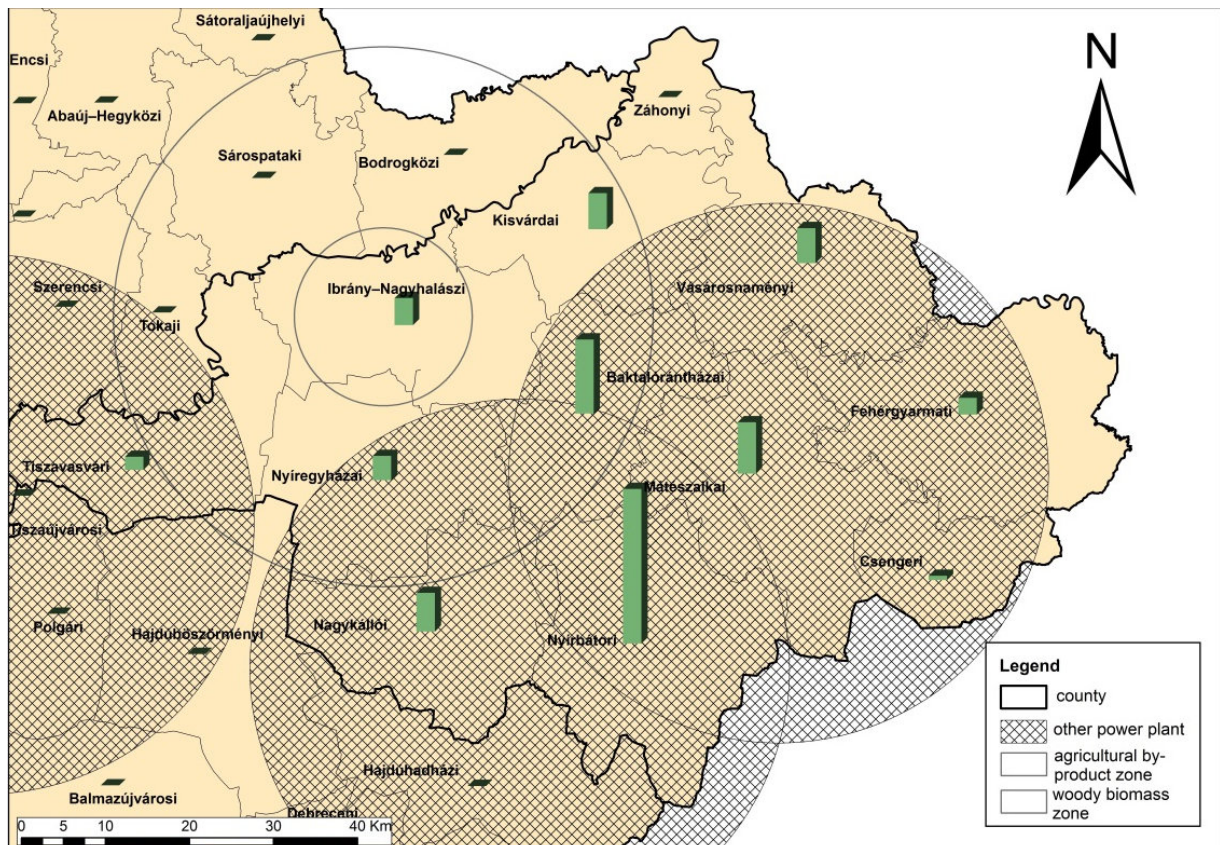 Sátoraljaújhelyi
N
Encsi
Abaúj–Hegyközi
Záhonyi
Sárospataki
Bodrogközi
Kisvárdai
Szerencsi
Ibrány–Nagyhalászi
Vásárosnaményi
Tokaji
Baktalórántházai
Fehérgyarmati
Tiszavasvári
Nyíregyházai
Mátészalkai
Tiszaújvárosi
Csengeri
Polgári
Hajdúböszörményi
Nagykállói
Nyírbátori
Legend
county
other power plant
agricultural by-
product zone
woody biomass
zone
Hajdúhadházi
Balmazújvárosi
Debreceni
0 5 10 20 30 40 Km